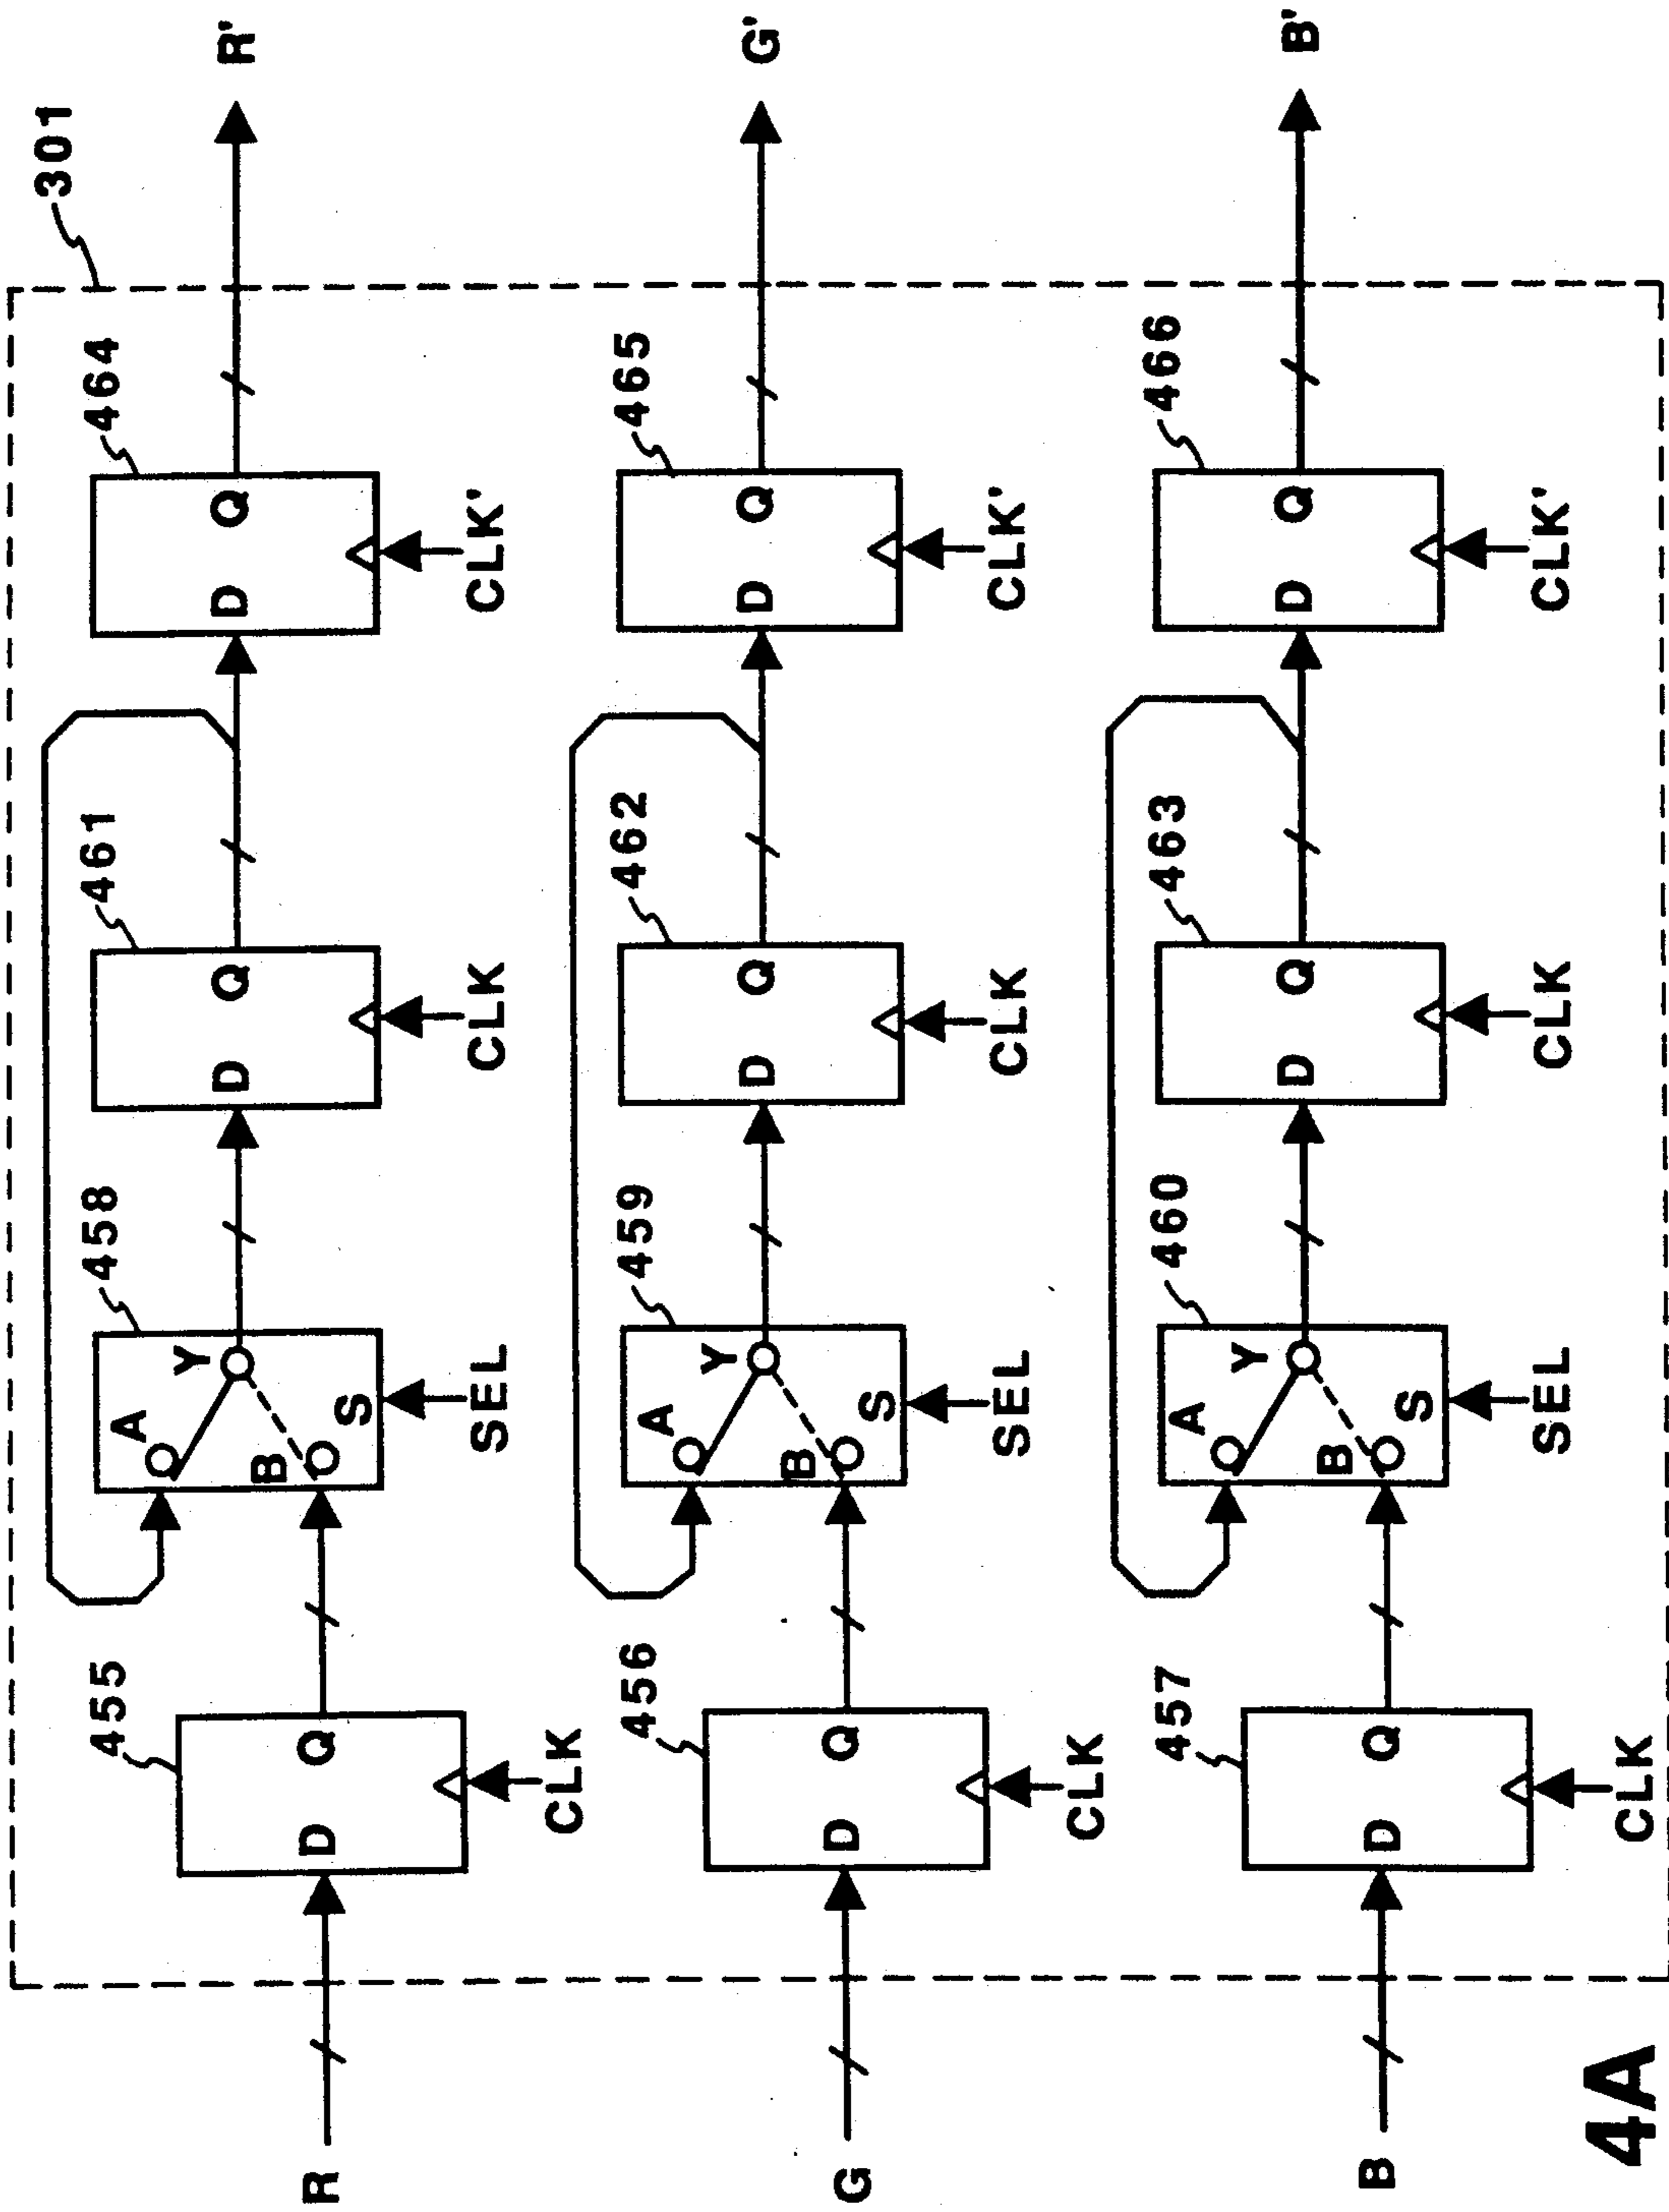 301
455
458
461
464
A
Y
R
D Q
B
D Q
D Q
R'
S
CLK
SEL
CLK
CLK'
456
459
462
465
A
Y
G
D Q
B
D Q
D Q
G'
S
CLK
SEL
CLK
CLK'
457
460
463
466
A
Y
B
D Q
B
D Q
D Q
B'
S
CLK
SEL
CLK
CLK'
4A